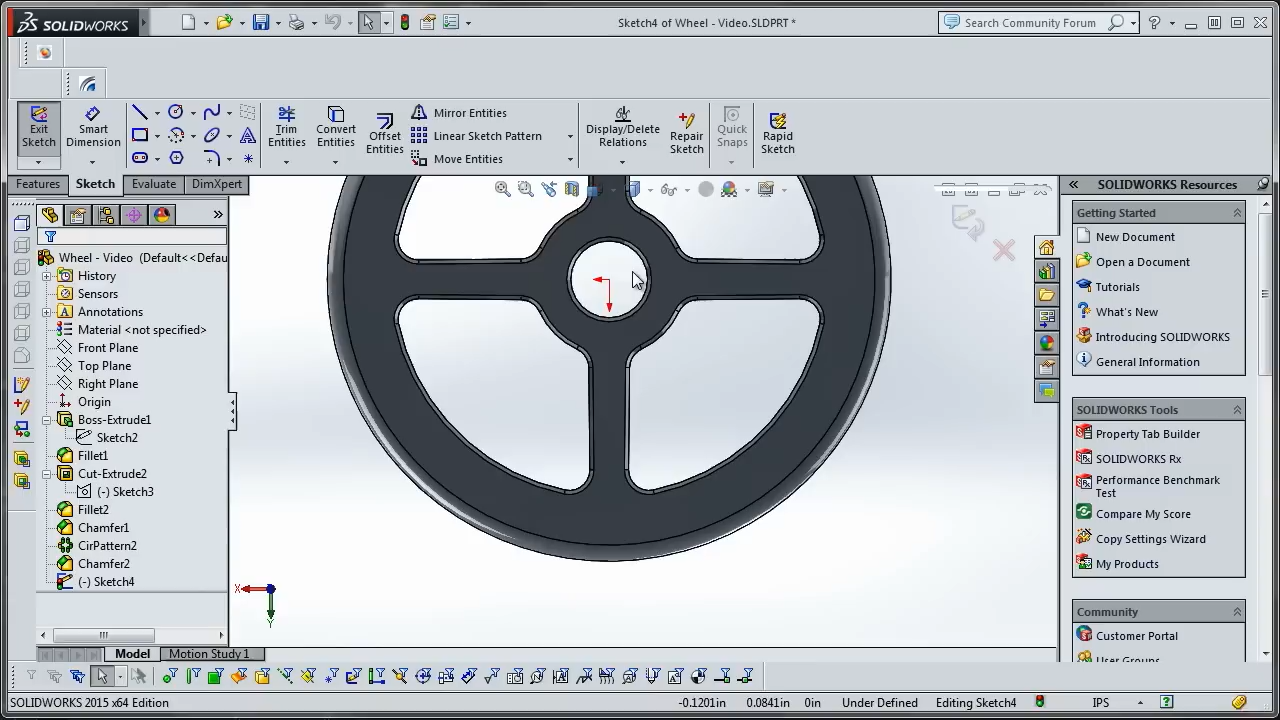 SOLIDWORKS
Sketch4 of Wheel - Video.SLDPRT *
Search Community Forum
Exit Sketch
Smart Dimension
Trim Entities
Convert Entities
Offset Entities
Mirror Entities
Linear Sketch Pattern
Move Entities
Display/Delete Relations
Repair Sketch
Quick Snaps
Rapid Sketch
Features
Sketch
Evaluate
DimXpert
Wheel - Video (Default<<Defau
History
Sensors
Annotations
Material <not specified>
Front Plane
Top Plane
Right Plane
Origin
Boss-Extrude1
Sketch2
Fillet1
Cut-Extrude2
(-) Sketch3
Fillet2
Chamfer1
CirPattern2
Chamfer2
(-) Sketch4
X
Y
SOLIDWORKS Resources
Getting Started
New Document
Open a Document
Tutorials
What's New
Introducing SOLIDWORKS
General Information
SOLIDWORKS Tools
Property Tab Builder
SOLIDWORKS Rx
Performance Benchmark
Test
Compare My Score
Copy Settings Wizard
My Products
Community
Customer Portal
User Groups
Model
Motion Study 1
SOLIDWORKS 2015 x64 Edition
-0.1201in
0.0841in
0in
Under Defined
Editing Sketch4
IPS